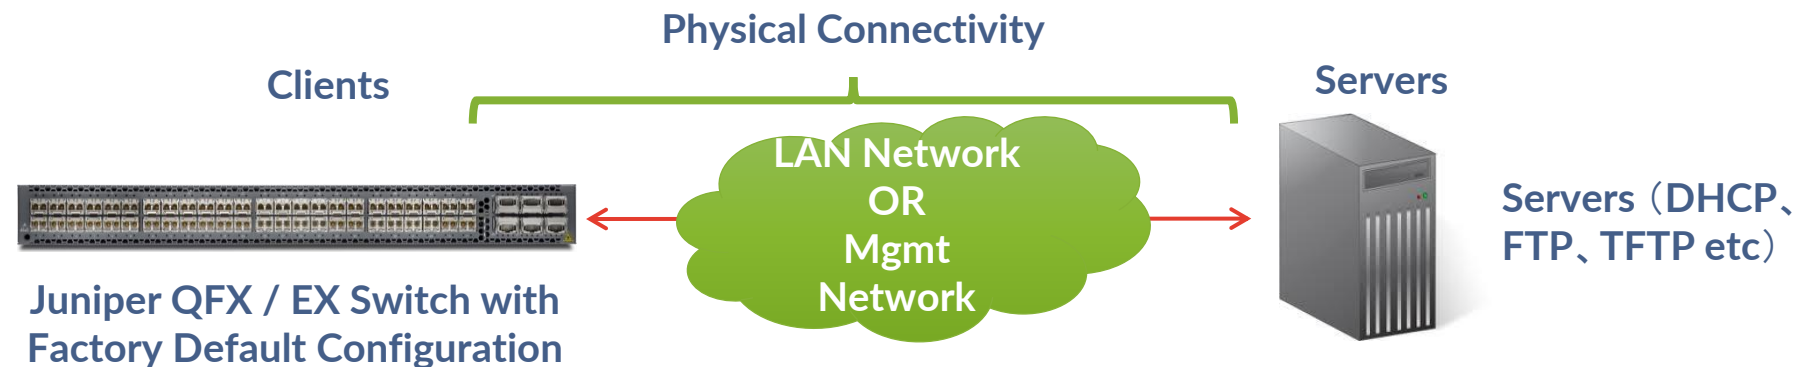 Physical Connectivity
Clients
Servers
LAN Network
OR
Mgmt
Network
Servers（DHCP、
FTP、TFTP etc）
Juniper QFX / EX Switch with
Factory Default Configuration